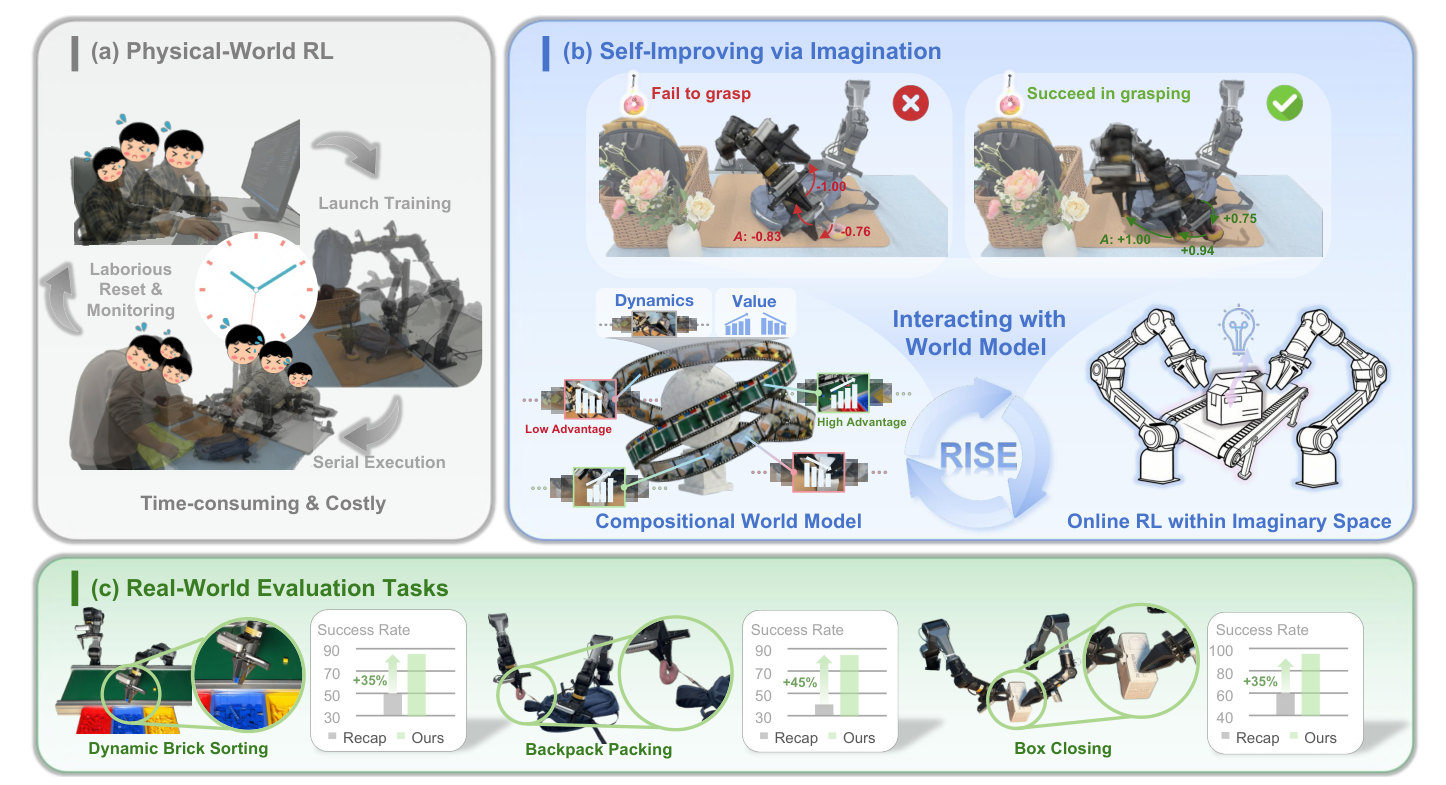 (a) Physical-World RL
Launch Training
Laborious
Reset &
Monitoring
Serial Execution
Time-consuming & Costly
(b) Self-Improving via Imagination
Fail to grasp
-1.00
-0.76
A: -0.83
Succeed in grasping
+0.75
A: +1.00
+0.94
Dynamics
Value
Low Advantage
High Advantage
Compositional World Model
Interacting with
World Model
RISE
Online RL within Imaginary Space
(c) Real-World Evaluation Tasks
Dynamic Brick Sorting
Success Rate
90
70
+35%
50
30
Recap
Ours
Backpack Packing
Success Rate
90
70
+45%
50
30
Recap
Ours
Box Closing
Success Rate
100
80
+35%
60
40
Recap
Ours